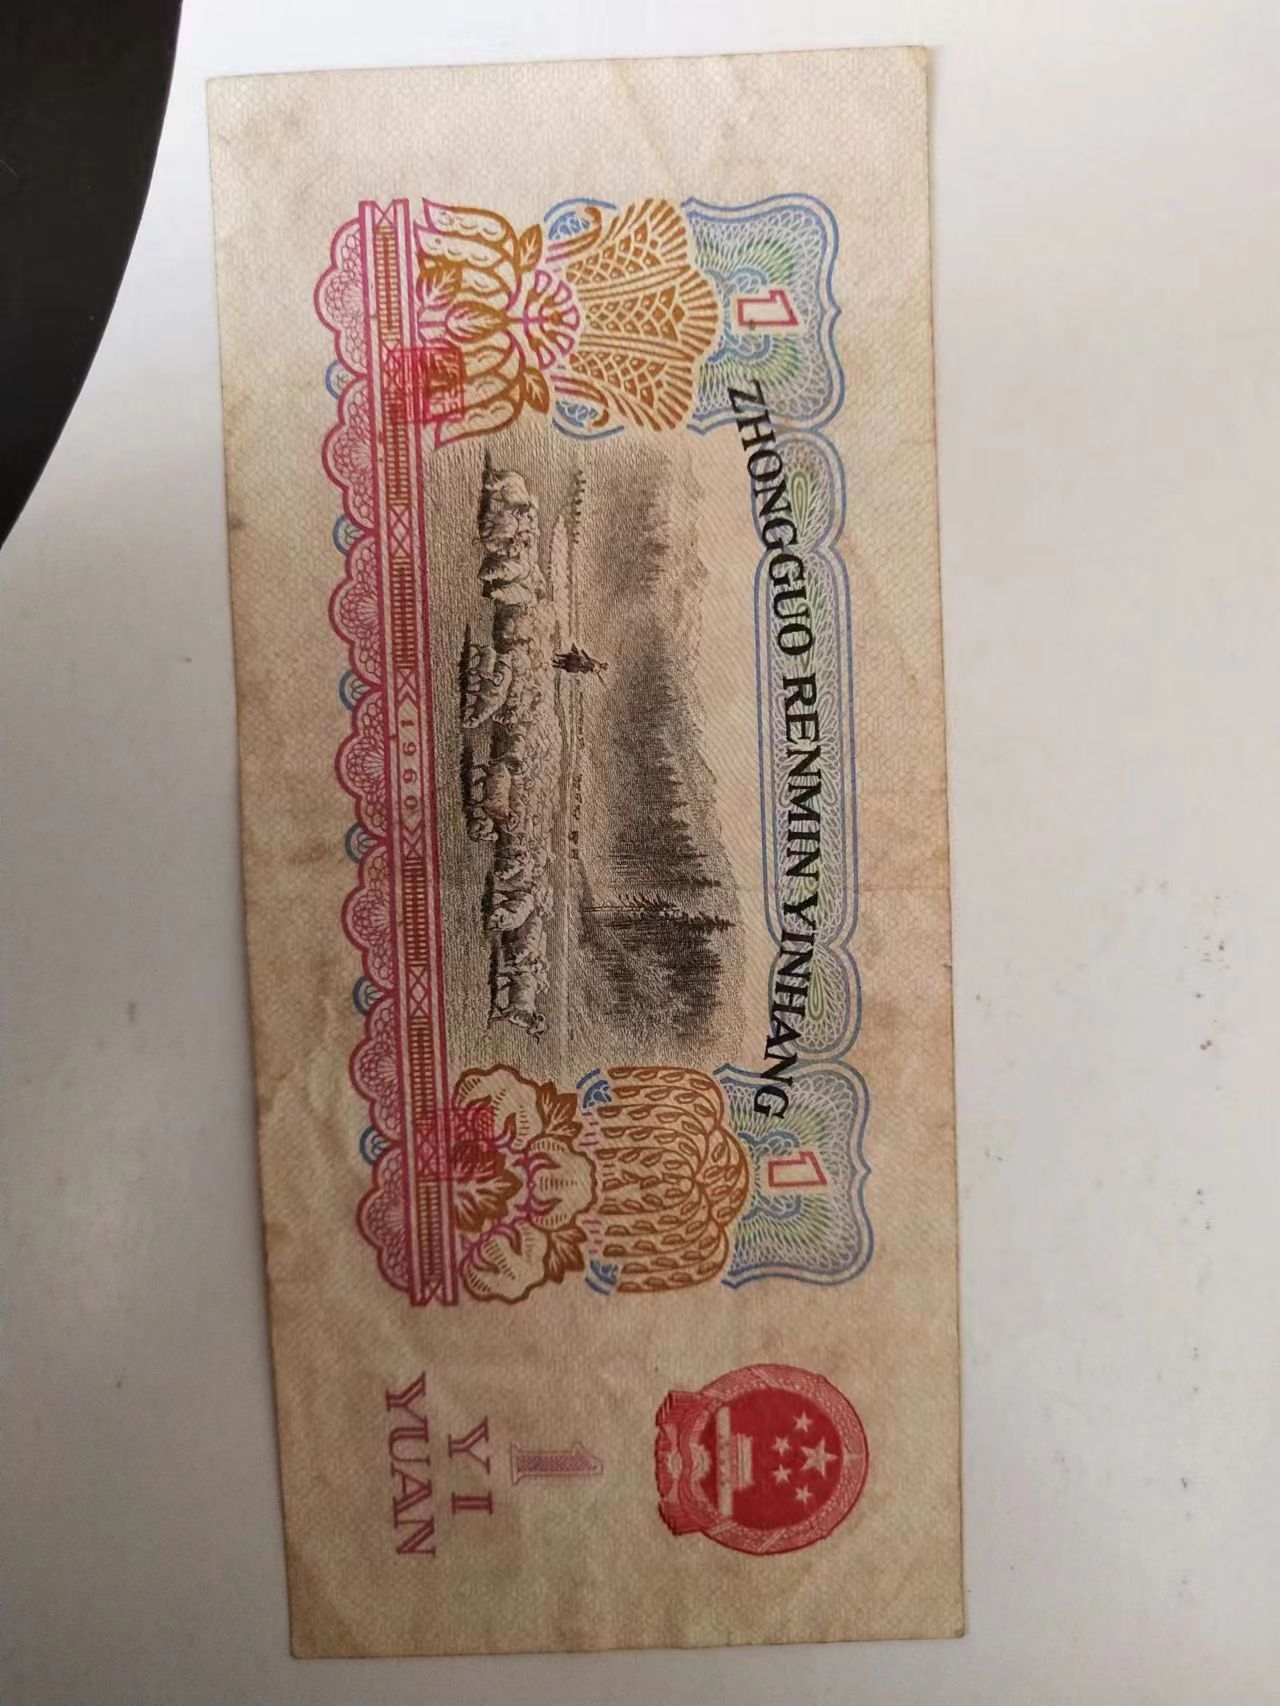 ZHONGGUO RENMIN YINHANG
1
1
1
YI
YUAN
1960